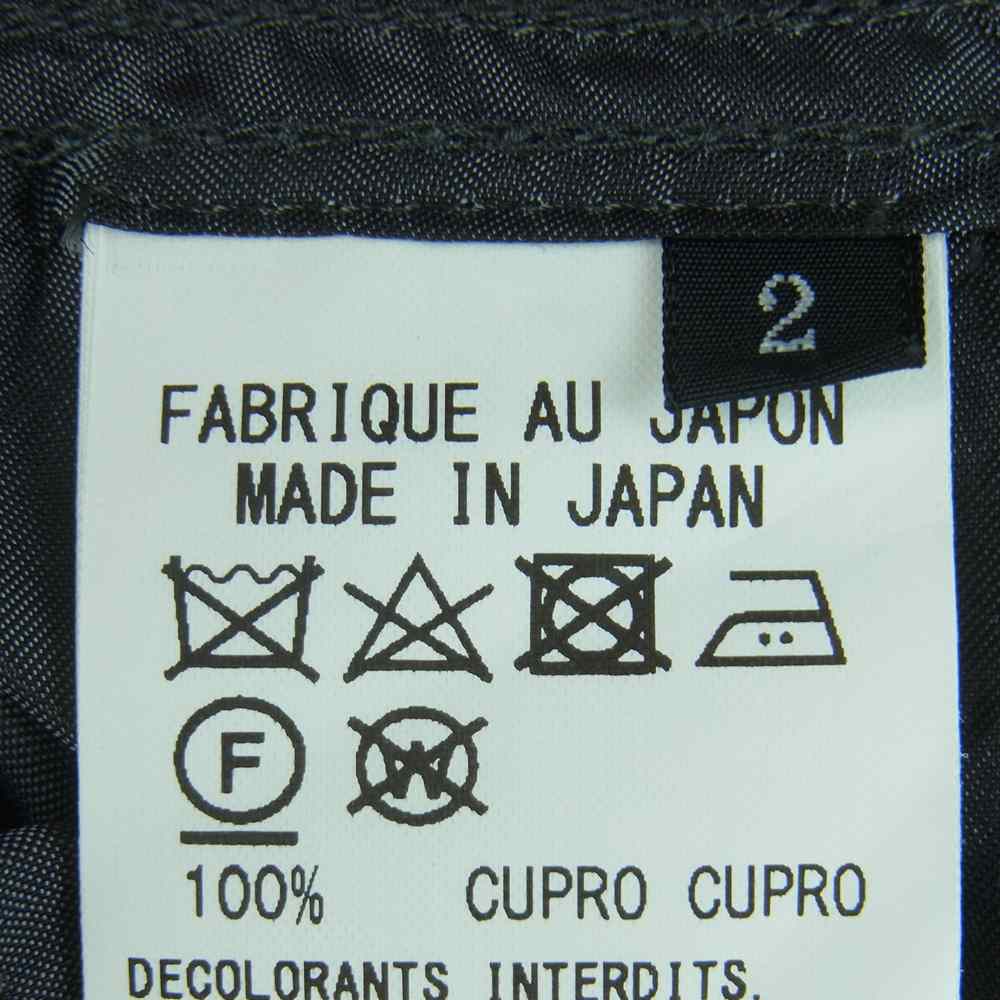 2
FABRIQUE AU JAPON
MADE IN JAPAN
F W
100% CUPRO CUPRO
DECOLORANTS INTERDITS.